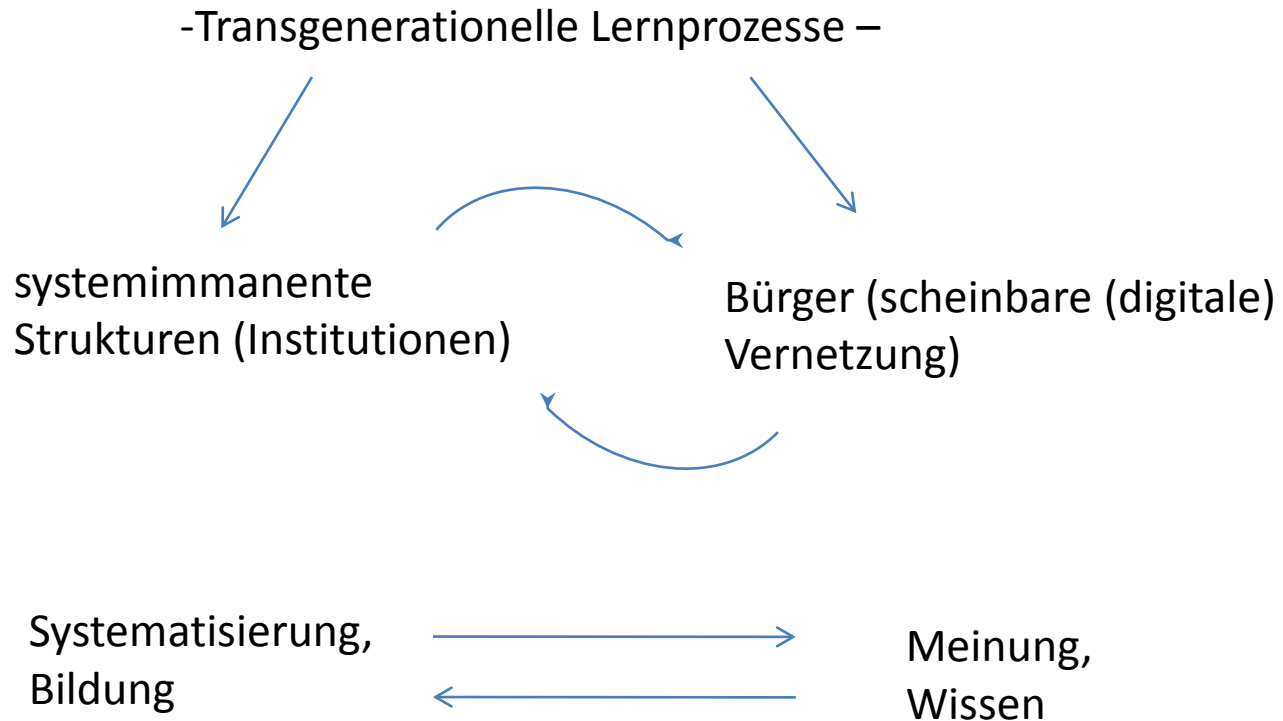 -Transgenerationelle Lernprozesse –
systemimmanente
Strukturen (Institutionen)
Bürger (scheinbare (digitale)
Vernetzung)
Systematisierung,
Bildung
Meinung,
Wissen